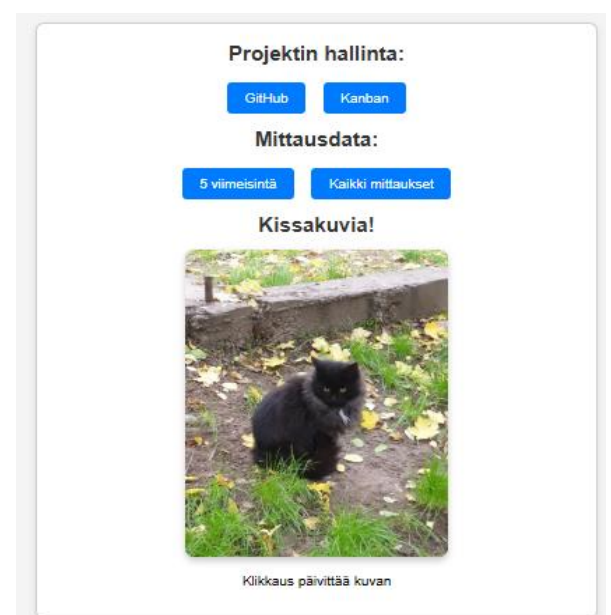 Projektin hallinta:
GitHub Kanban
Mittausdata:
5 viimeisintä Kaikki mittaukset
Kissakuvia!
Klikkaus päivittää kuvan